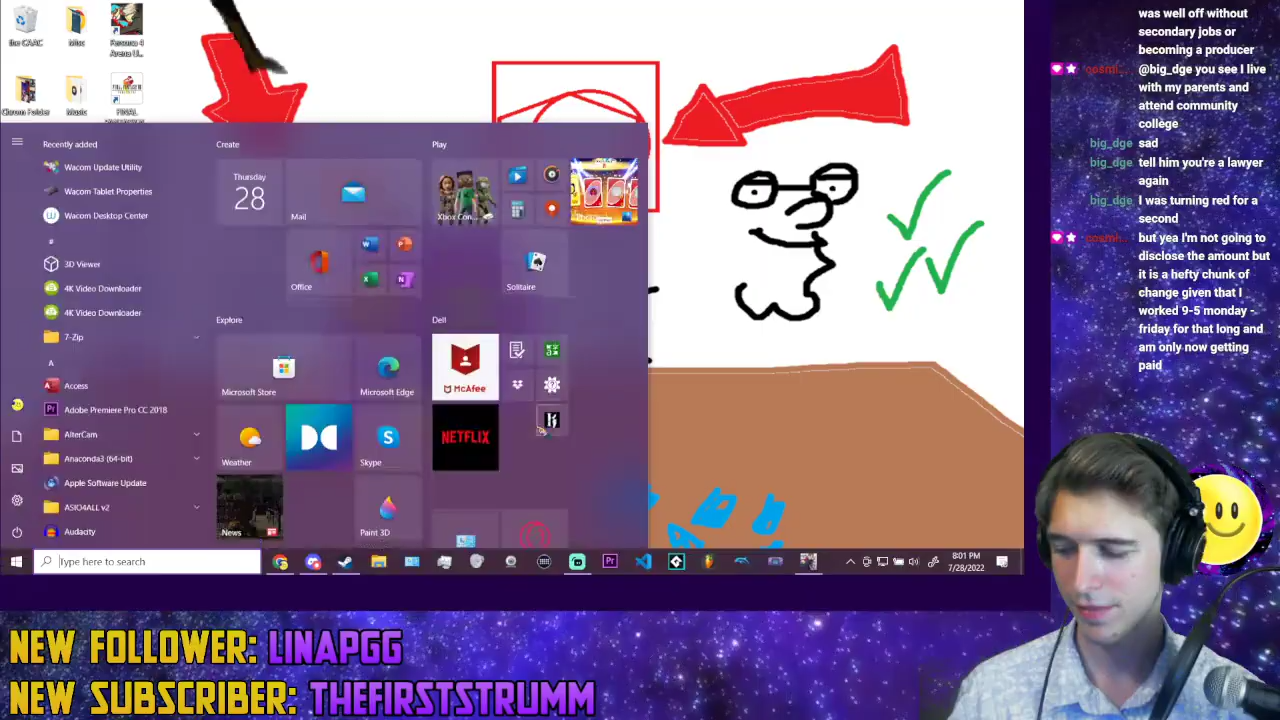 the CAAC
Misc
Persona 4
Arena U...
Music
FINAL
Recently added
Wacom Update Utility
Wacom Tablet Properties
Wacom Desktop Center
#
3D Viewer
4K Video Downloader
4K Video Downloader
7-Zip
A
Access
Adobe Premiere Pro CC 2018
AlterCam
Anaconda3 (64-bit)
Apple Software Update
ASIO4ALL v2
Audacity
Create
Thursday
28
Mail
Office
Explore
Microsoft Store
Microsoft Edge
Weather
Skype
News
Paint 3D
Play
Xbox Con...
Solitaire
Dell
McAfee
NETFLIX
Type here to search
8:01 PM
7/28/2022
was well off without
secondary jobs or
becoming a producer
cosmi... @big_dge you see I live
with my parents and
attend community
college
big_dge sad
big_dge tell him you're a lawyer
again
big_dge I was turning red for a
second
cosmi... but yea I'm not going to
disclose the amount but
it is a hefty chunk of
change given that I
worked 9-5 monday -
friday for that long and
am only now getting
paid
NEW FOLLOWER: LINAPGG
NEW SUBSCRIBER: THEFIRSTSTRUMM